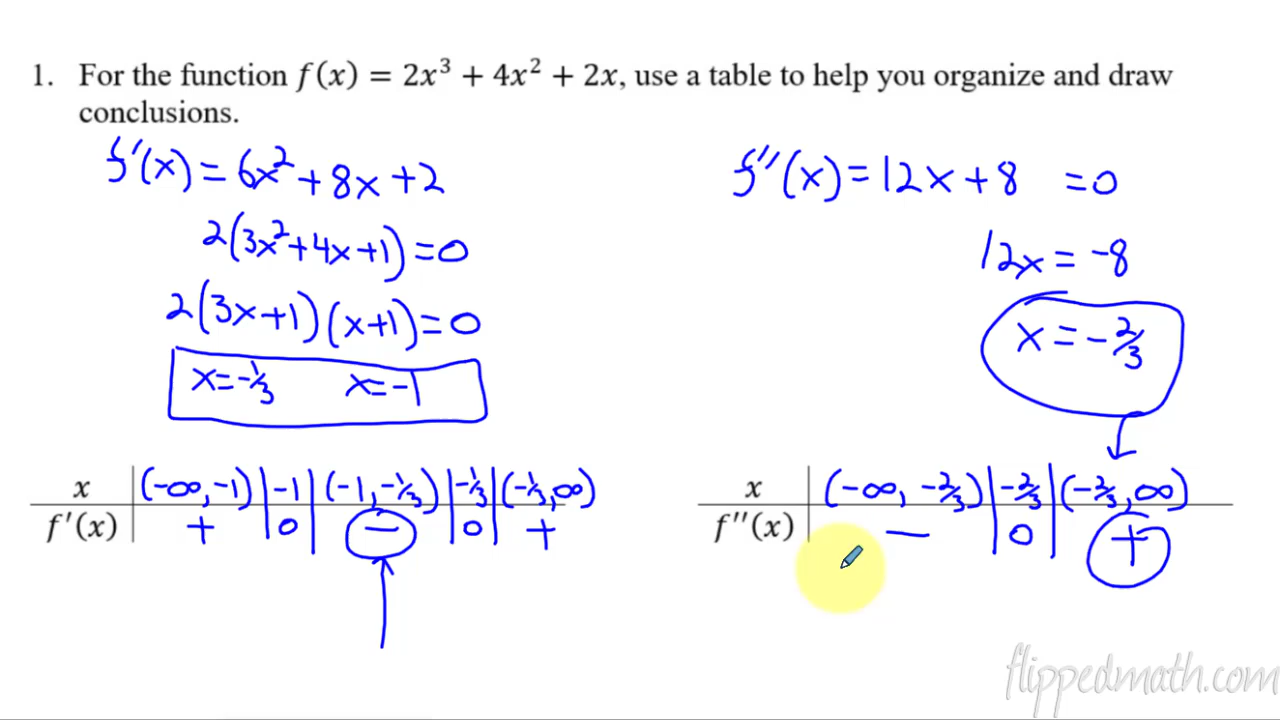 1. For the function f(x) = 2x³ + 4x² + 2x, use a table to help you organize and draw
conclusions.
f'(x) = 6x² + 8x + 2
2(3x² + 4x + 1) = 0
2(3x + 1)(x + 1) = 0
x = -1/3 x = -1
x | (-∞, -1) | -1 | (-1, -1/3) | -1/3 | (-1/3, ∞)
f'(x) | + | 0 | - | 0 | +
f''(x) = 12x + 8 = 0
12x = -8
x = -2/3
x | (-∞, -2/3) | -2/3 | (-2/3, ∞)
f''(x) | - | 0 | +
flippedmath.com